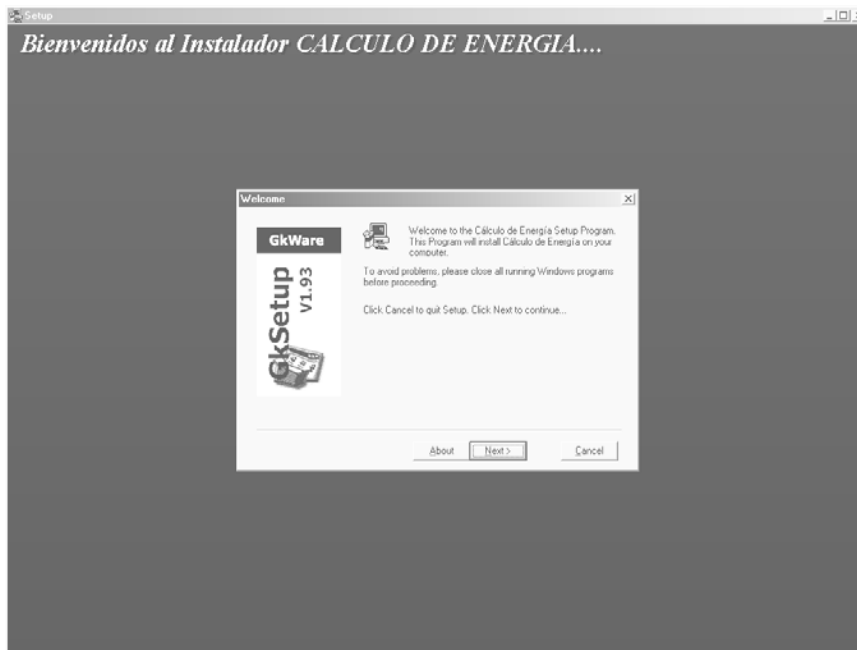 Setup
Bienvenidos al Instalador CALCULO DE ENERGIA....
Welcome
GkWare
GkSetup
V1.93
Welcome to the Cálculo de Energía Setup Program.
This Program will install Cálculo de Energía on your
computer.
To avoid problems, please close all running Windows programs
before proceeding.
Click Cancel to quit Setup. Click Next to continue...
About
Next >
Cancel